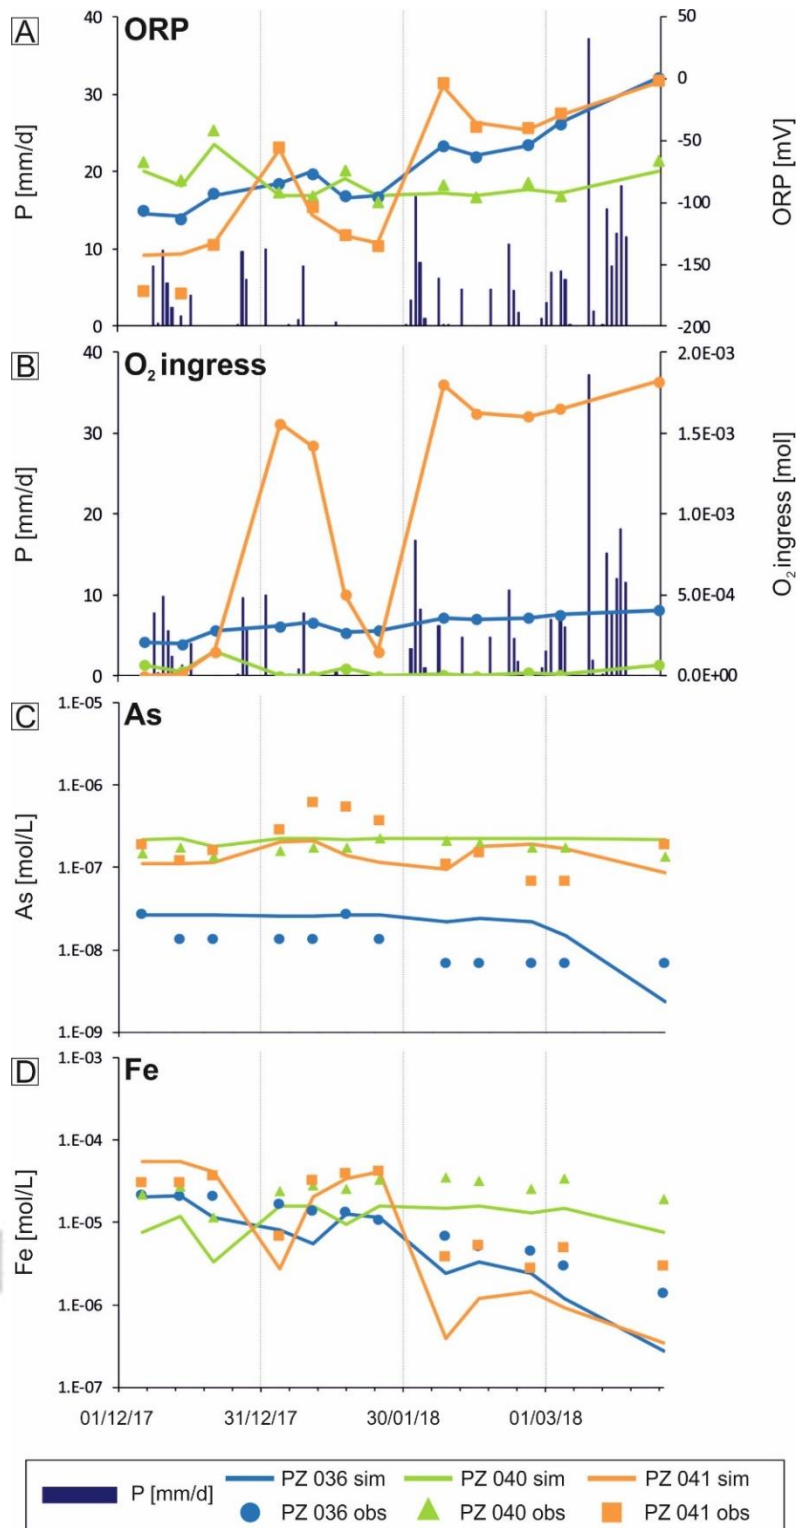 A ORP
40 50
30 0
20 -50
10 -100
0 -150
-200
P [mm/d]
ORP [mV]
B O₂ ingress
40 2.0E-03
30 1.5E-03
20 1.0E-03
10 5.0E-04
0 0.0E+00
P [mm/d]
O₂ ingress [mol]
C As
1.E-05
1.E-06
1.E-07
1.E-08
1.E-09
As [mol/L]
D Fe
1.E-03
1.E-04
1.E-05
1.E-06
1.E-07
Fe [mol/L]
01/12/17 31/12/17 30/01/18 01/03/18
P [mm/d] PZ 036 sim PZ 040 sim PZ 041 sim
PZ 036 obs PZ 040 obs PZ 041 obs